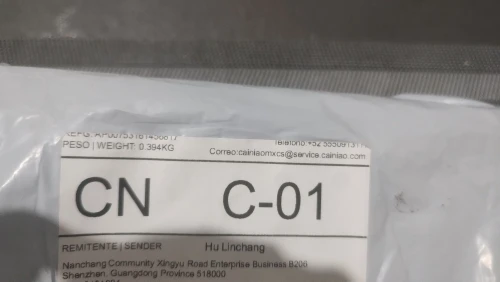 PESO | WEIGHT: 0.394KG
Correo:cainiaomxcs@service.cainiao.com
CN C-01
REMITENTE | SENDER Hu Linchang
Nanchang Community Xingyu Road Enterprise Business B206
Shenzhen, Guangdong Province 518000